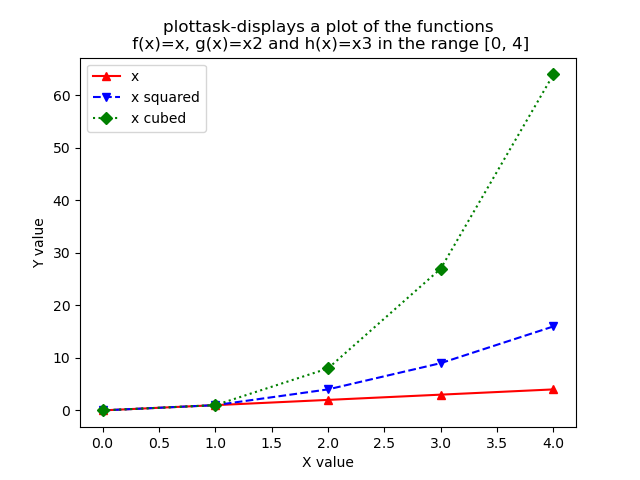 plottask-displays a plot of the functions
f(x)=x, g(x)=x2 and h(x)=x3 in the range [0, 4]
x
x squared
x cubed
60
50
40
30
20
10
0
Y value
0.0 0.5 1.0 1.5 2.0 2.5 3.0 3.5 4.0
X value